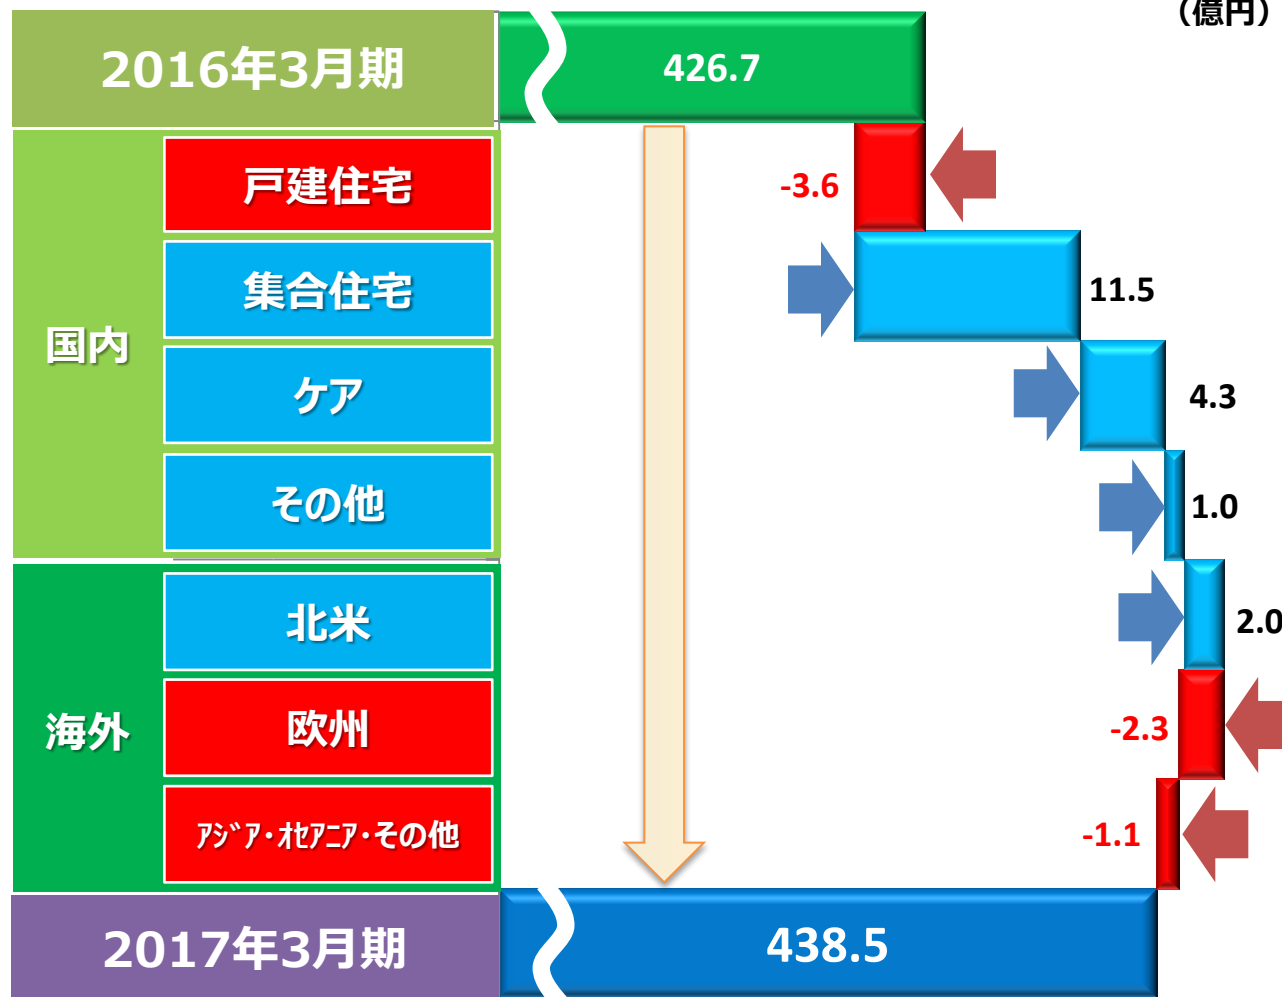 （億円）
2016年3月期
426.7
国内
戸建住宅
-3.6
集合住宅
11.5
ケア
4.3
その他
1.0
海外
北米
2.0
欧州
-2.3
ｱｼﾞｱ・ｵｾｱﾆｱ・その他
-1.1
2017年3月期
438.5